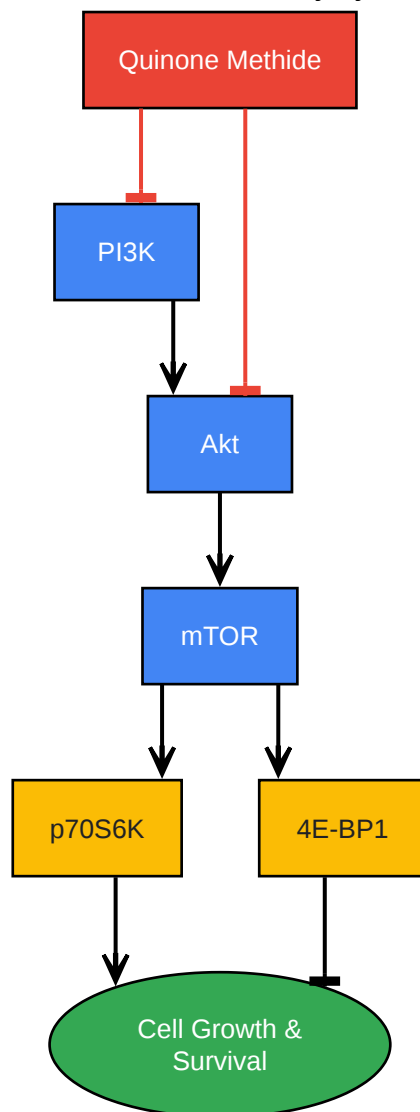 Quinone Methide
PI3K
Akt
mTOR
p70S6K
4E-BP1
Cell Growth &
Survival